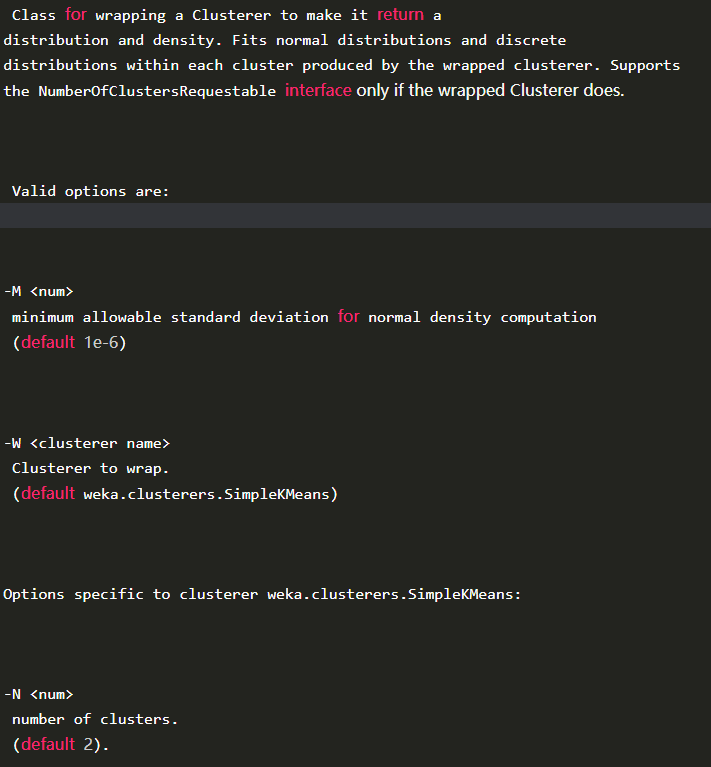 Class for wrapping a Clusterer to make it return a
distribution and density. Fits normal distributions and discrete
distributions within each cluster produced by the wrapped clusterer. Supports
the NumberOfClustersRequestable interface only if the wrapped Clusterer does.
Valid options are:
-M <num>
minimum allowable standard deviation for normal density computation
(default 1e-6)
-W <clusterer name>
Clusterer to wrap.
(default weka.clusterers.SimpleKMeans)
Options specific to clusterer weka.clusterers.SimpleKMeans:
-N <num>
number of clusters.
(default 2).